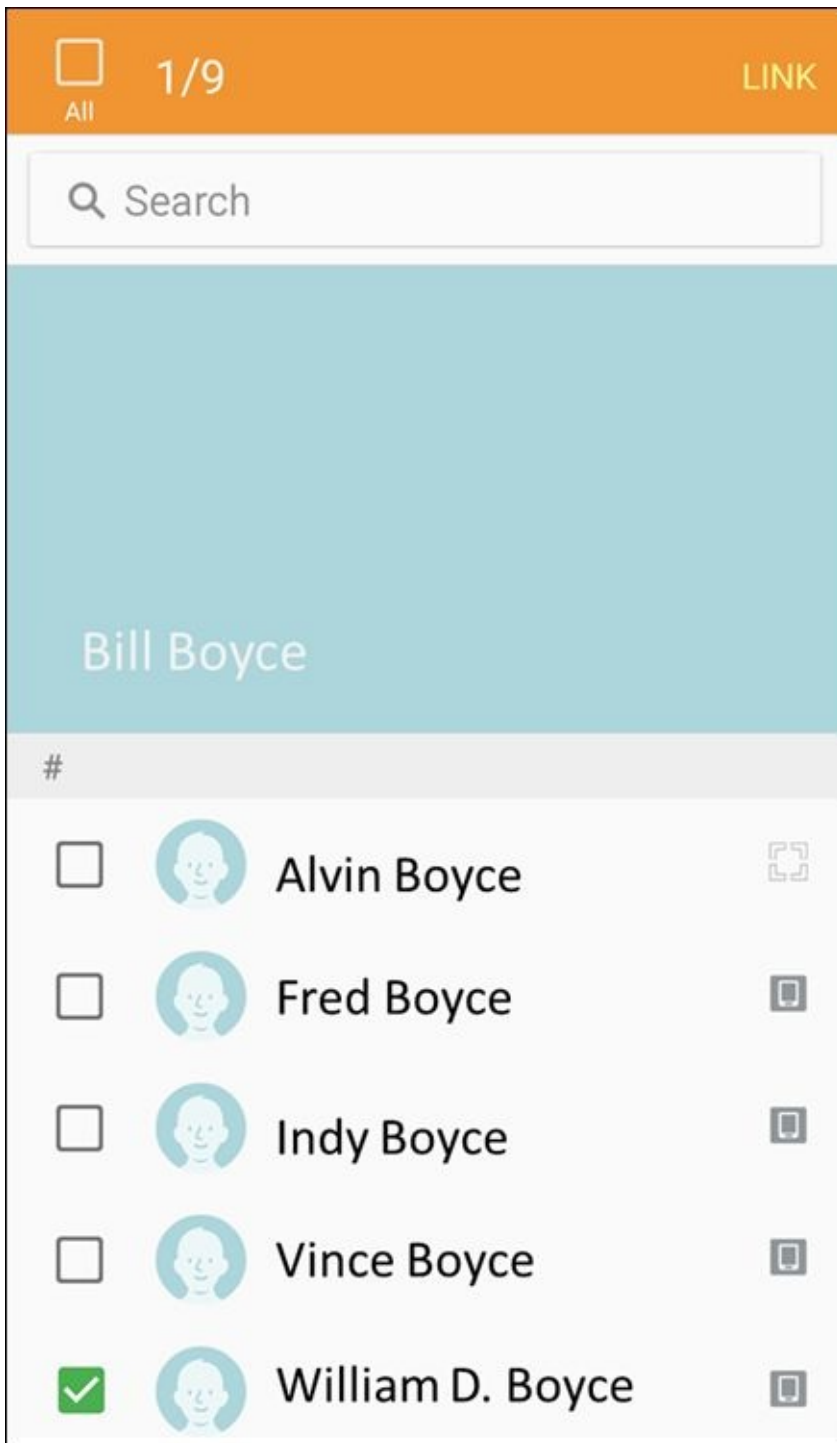 1/9
LINK
All
Search
Bill Boyce
#
Alvin Boyce
Fred Boyce
Indy Boyce
Vince Boyce
William D. Boyce